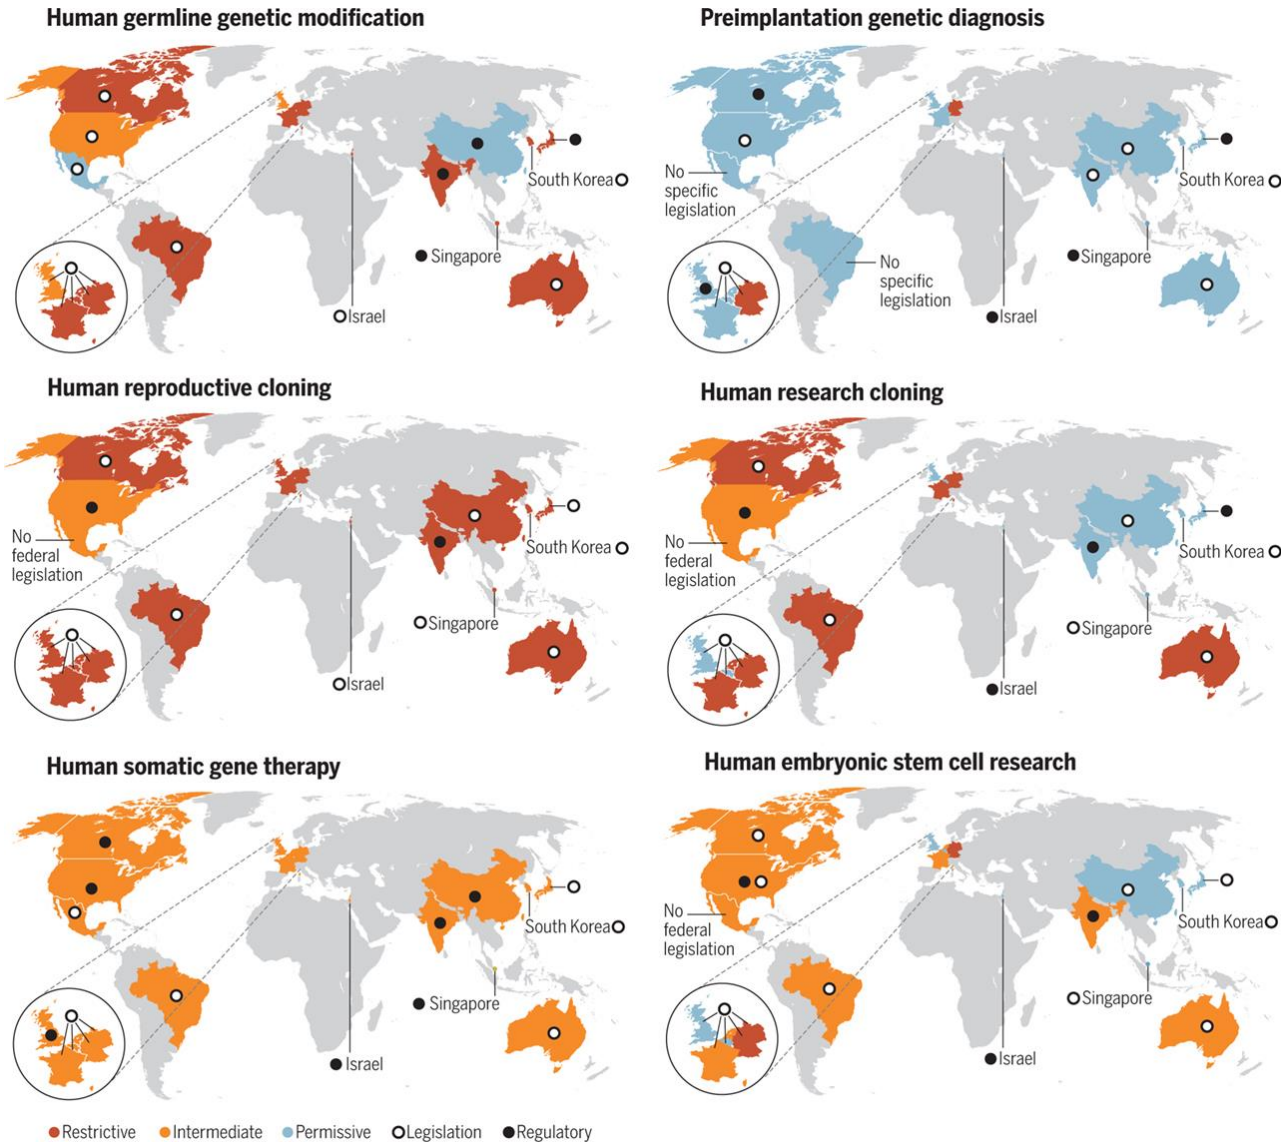 Human germline genetic modification
South Korea
Singapore
Israel
Preimplantation genetic diagnosis
No
specific
legislation
South Korea
Singapore
No
specific
legislation
Israel
Human reproductive cloning
No
federal
legislation
South Korea
Singapore
Israel
Human research cloning
No
federal
legislation
South Korea
Singapore
Israel
Human somatic gene therapy
South Korea
Singapore
Israel
Human embryonic stem cell research
No
federal
legislation
South Korea
Singapore
Israel
Restrictive Intermediate Permissive Legislation Regulatory